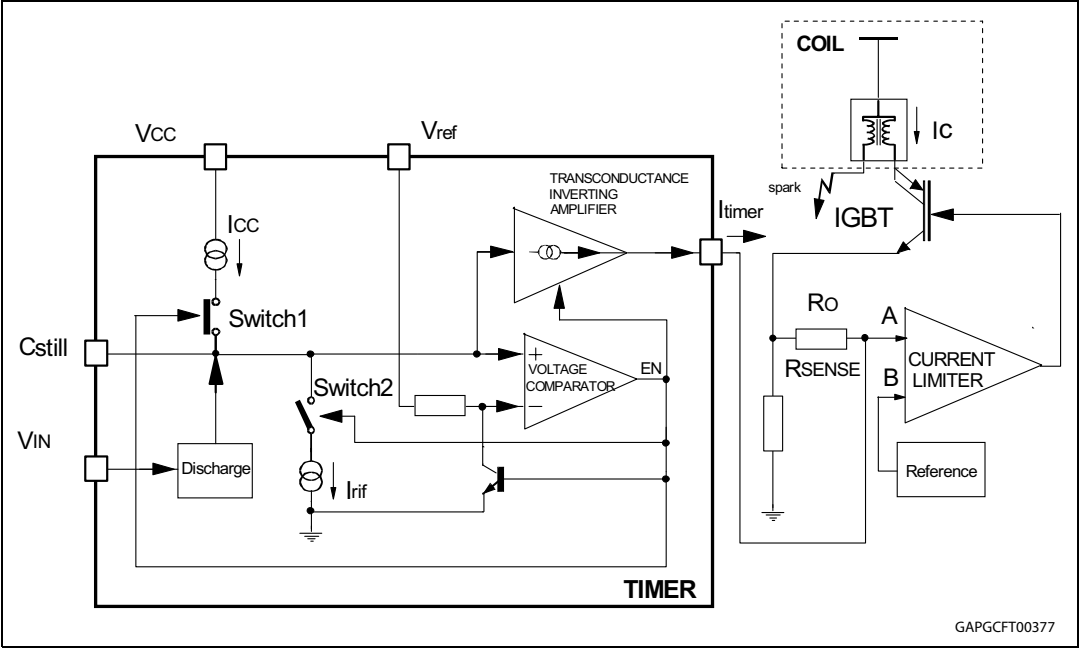 COIL
Ic
VCC
Vref
TRANSCONDUCTANCE
INVERTING
AMPLIFIER
spark
IGBT
Itimer
ICC
Switch1
Cstill
+
VOLTAGE
COMPARATOR
EN
−
Switch2
RO
RSENSE
A
B
CURRENT
LIMITER
VIN
Discharge
Irif
Reference
TIMER
GAPGCFT00377